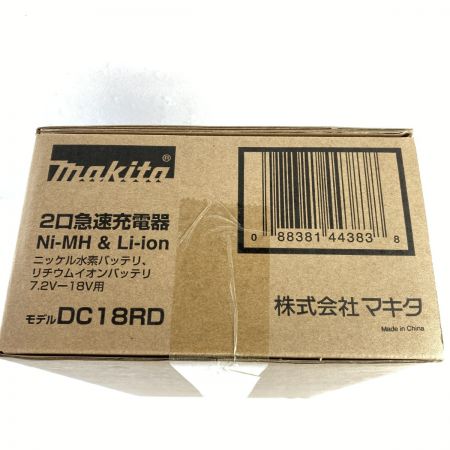 makita®
2口急速充電器
Ni-MH & Li-ion
ニッケル水素バッテリ、
リチウムイオンバッテリ
7.2V－18V用
モデルDC18RD
0 88381 44383 8
株式会社 マキタ
Made in China